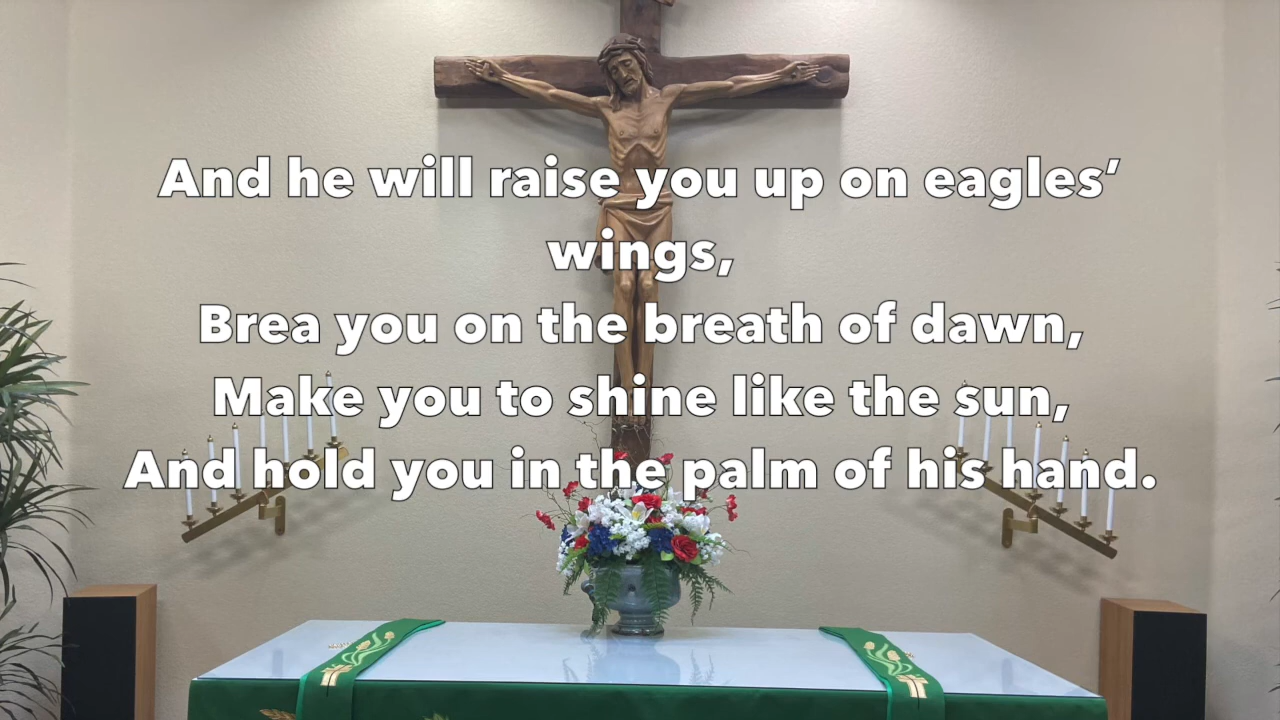 And he will raise you up on eagles’
wings,
Brea you on the breath of dawn,
Make you to shine like the sun,
And hold you in the palm of his hand.